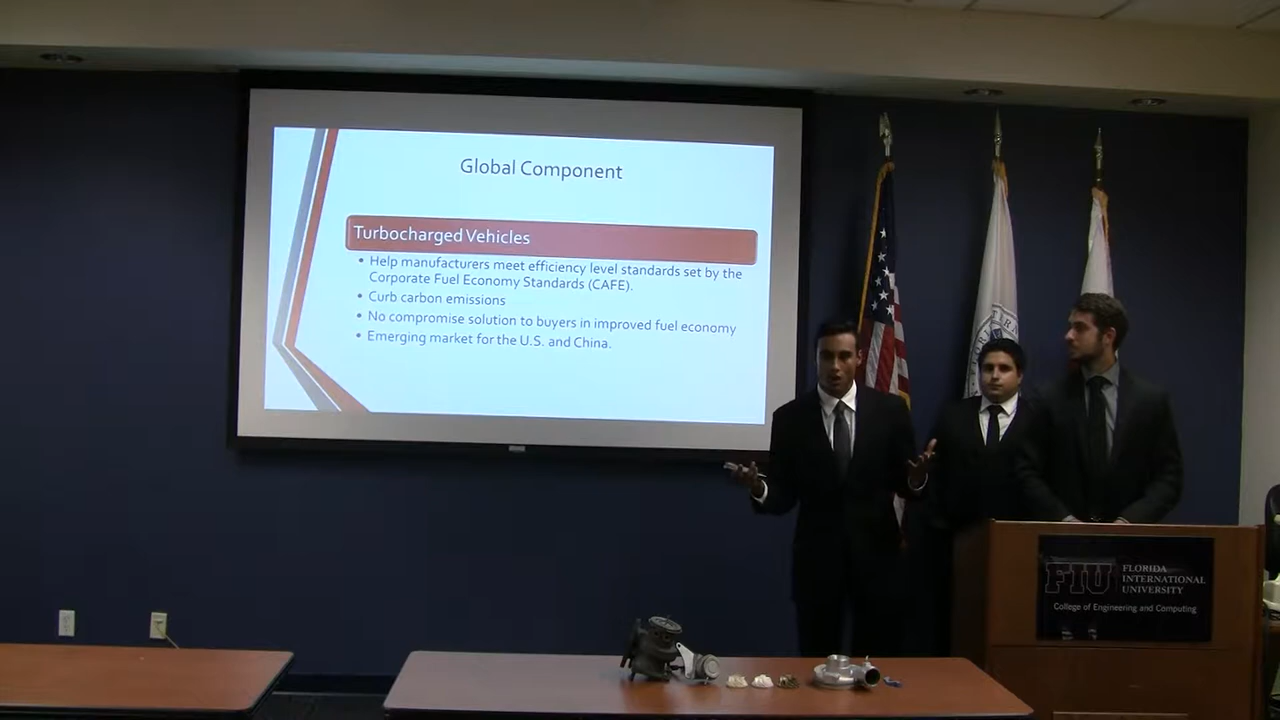 Global Component
Turbocharged Vehicles
• Help manufacturers meet efficiency level standards set by the
Corporate Fuel Economy Standards (CAFE).
• Curb carbon emissions
• No compromise solution to buyers in improved fuel economy
• Emerging market for the U.S. and China.
FIU
FLORIDA
INTERNATIONAL
UNIVERSITY
College of Engineering and Computing